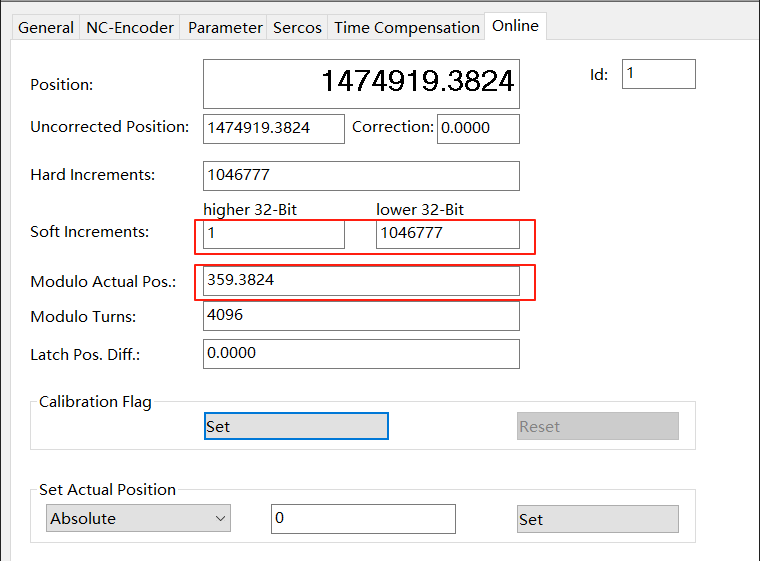 General NC-Encoder Parameter Sercos Time Compensation Online
Position: 1474919.3824 Id: 1
Uncorrected Position: 1474919.3824 Correction: 0.0000
Hard Increments: 1046777
higher 32-Bit lower 32-Bit
Soft Increments: 1 1046777
Modulo Actual Pos.: 359.3824
Modulo Turns: 4096
Latch Pos. Diff.: 0.0000
Calibration Flag
Set Reset
Set Actual Position
Absolute 0 Set